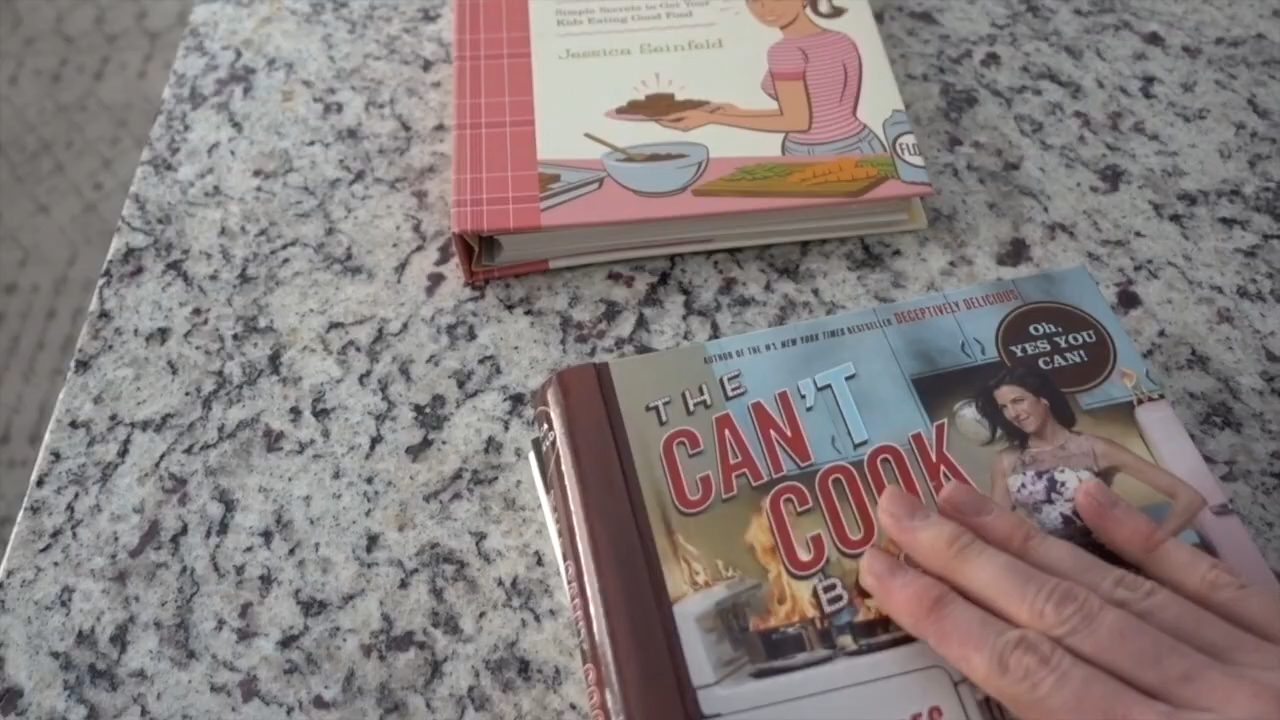 Simple Secrets to Get Your
Kids Eating Good Food
Jessica Seinfeld
FLO
AUTHOR OF THE #1 NEW YORK TIMES BESTSELLER DECEPTIVELY DELICIOUS
Oh,
YES YOU
CAN!
THE
CAN'T
COOK
B